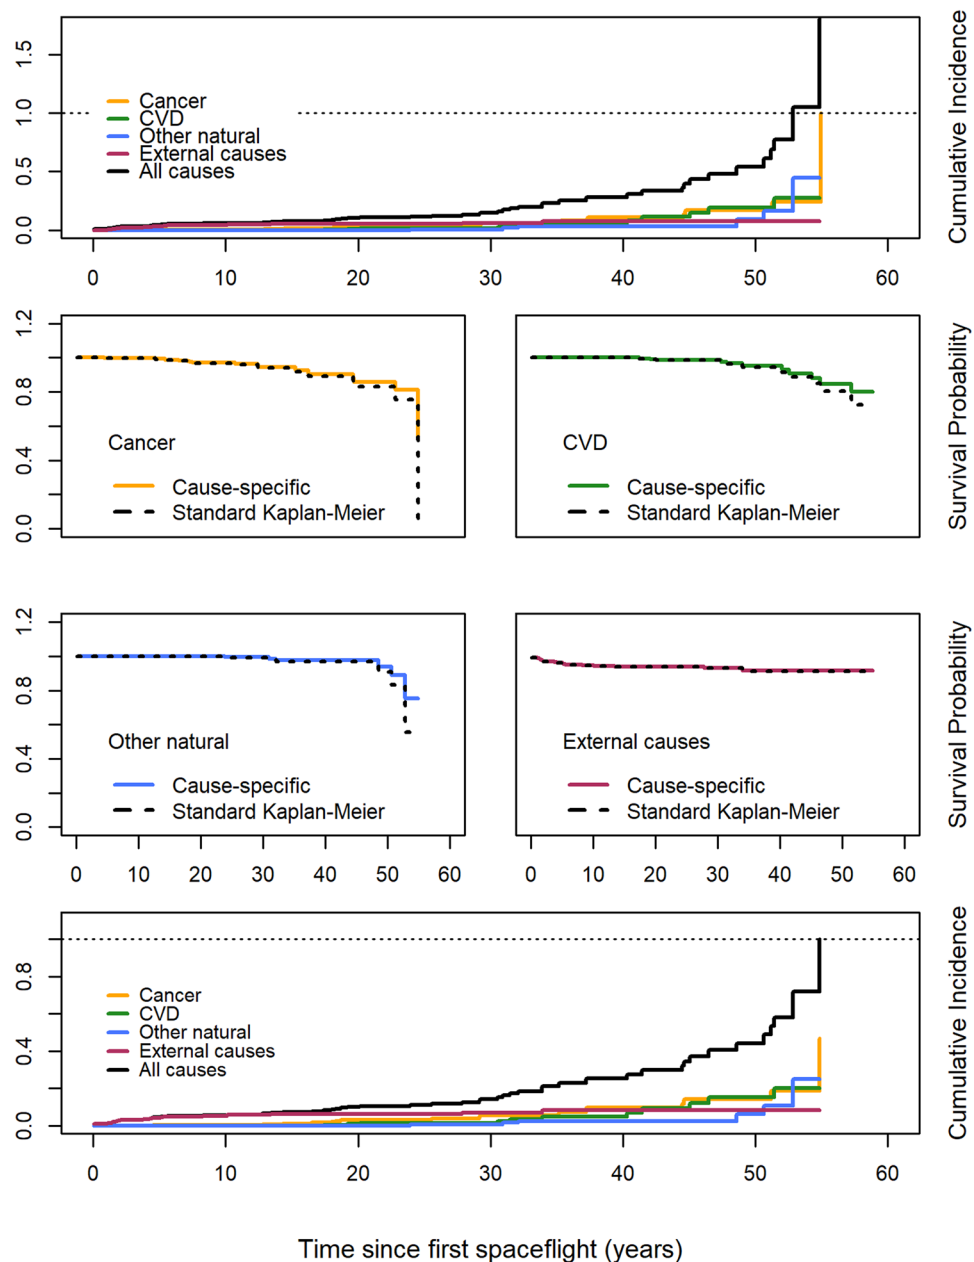 Cumulative Incidence
1.5
1.0
0.5
0.0
Cancer
CVD
Other natural
External causes
All causes
0 10 20 30 40 50 60
Survival Probability
1.2
0.8
0.4
0.0
Cancer
Cause-specific
Standard Kaplan-Meier
CVD
Cause-specific
Standard Kaplan-Meier
Survival Probability
1.2
0.8
0.4
0.0
Other natural
Cause-specific
Standard Kaplan-Meier
0 10 20 30 40 50 60
External causes
Cause-specific
Standard Kaplan-Meier
0 10 20 30 40 50 60
Cumulative Incidence
0.8
0.4
0.0
Cancer
CVD
Other natural
External causes
All causes
0 10 20 30 40 50 60
Time since first spaceflight (years)